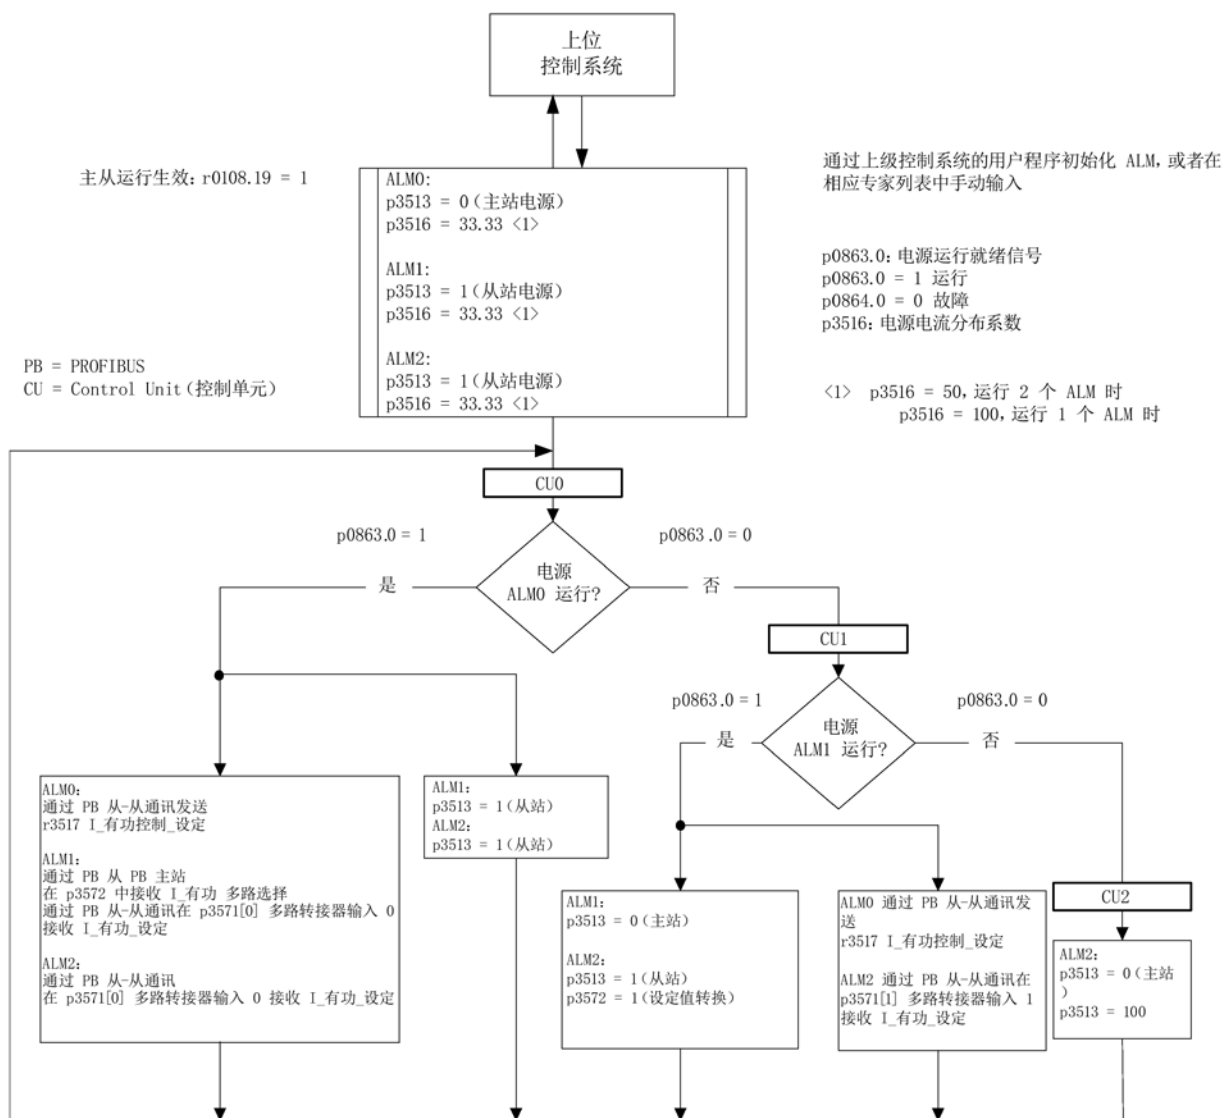 上位
控制系统
主从运行生效: r0108.19 = 1
ALM0:
p3513 = 0(主站电源)
p3516 = 33.33 <1>
ALM1:
p3513 = 1(从站电源)
p3516 = 33.33 <1>
ALM2:
p3513 = 1(从站电源)
p3516 = 33.33 <1>
通过上级控制系统的用户程序初始化 ALM, 或者在
相应专家列表中手动输入
p0863.0: 电源运行就绪信号
p0863.0 = 1 运行
p0864.0 = 0 故障
p3516: 电源电流分布系数
PB = PROFIBUS
CU = Control Unit(控制单元)
<1> p3516 = 50, 运行 2 个 ALM 时
p3516 = 100, 运行 1 个 ALM 时
CU0
p0863.0 = 1
p0863.0 = 0
电源
ALM0 运行?
是
否
CU1
p0863.0 = 1
p0863.0 = 0
电源
ALM1 运行?
是
否
ALM0:
通过 PB 从-从通讯发送
r3517 I_有功控制_设定
ALM1:
通过 PB 从 PB 主站
在 p3572 中接收 I_有功 多路选择
通过 PB 从-从通讯在 p3571[0] 多路转接器输入 0
接收 I_有功_设定
ALM2:
通过 PB 从-从通讯
在 p3571[0] 多路转接器输入 0 接收 I_有功_设定
ALM1:
p3513 = 1(从站)
ALM2:
p3513 = 1(从站)
ALM1:
p3513 = 0(主站)
ALM2:
p3513 = 1(从站)
p3572 = 1(设定值转换)
ALM0 通过 PB 从-从通讯发
送
r3517 I_有功控制_设定
ALM2 通过 PB 从-从通讯在
p3571[1] 多路转接器输入 1
接收 I_有功_设定
CU2
ALM2:
p3513 = 0(主站
)
p3513 = 100